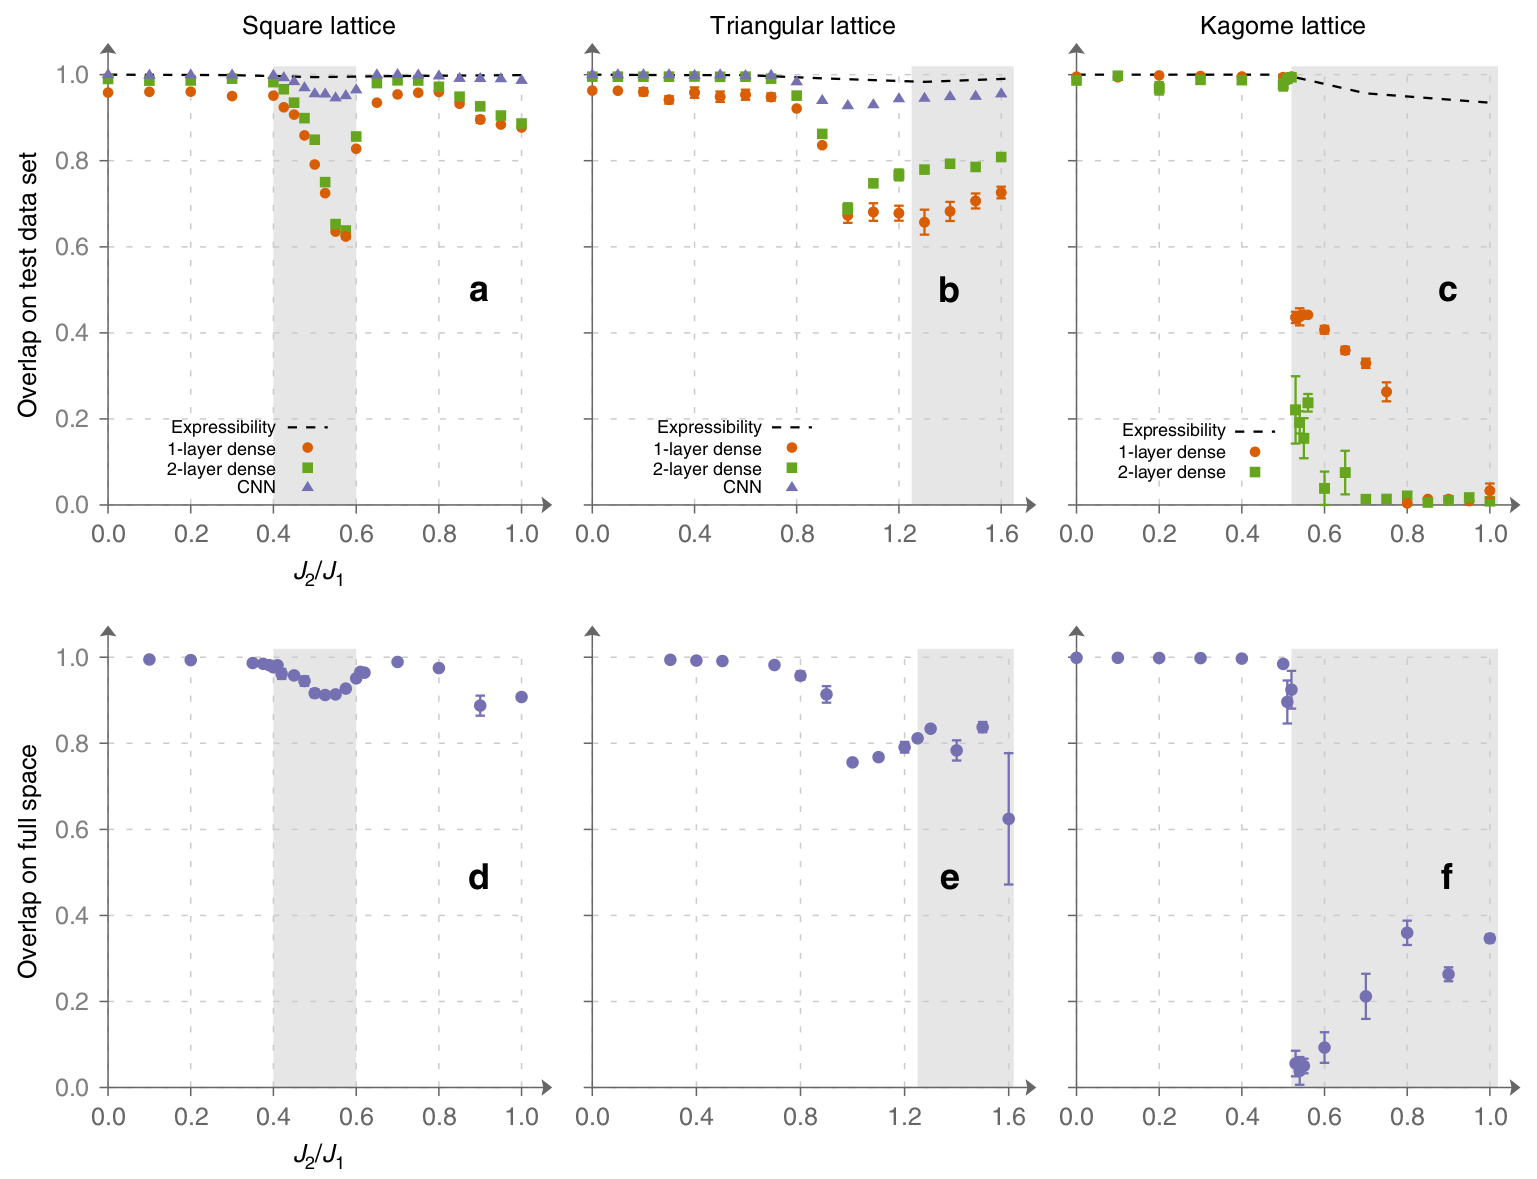 Square lattice
Triangular lattice
Kagome lattice
Overlap on test data set
1.0
0.8
0.6
0.4
0.2
0.0
a
Expressibility
1-layer dense
2-layer dense
CNN
0.0 0.2 0.4 0.6 0.8 1.0
J2/J1
b
Expressibility
1-layer dense
2-layer dense
CNN
0.0 0.4 0.8 1.2 1.6
c
Expressibility
1-layer dense
2-layer dense
0.0 0.2 0.4 0.6 0.8 1.0
Overlap on full space
1.0
0.8
0.6
0.4
0.2
0.0
d
0.0 0.2 0.4 0.6 0.8 1.0
J2/J1
e
0.0 0.4 0.8 1.2 1.6
f
0.0 0.2 0.4 0.6 0.8 1.0